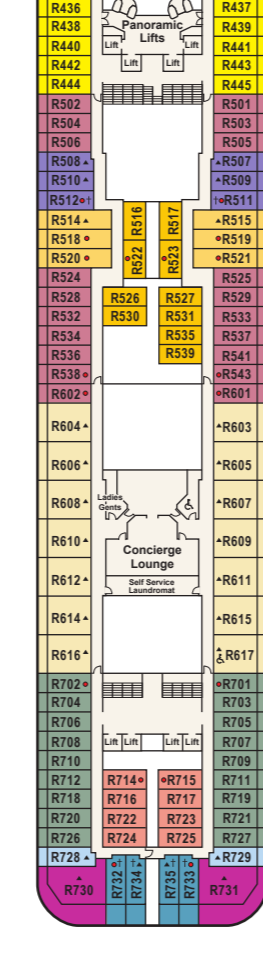 R436 R437
R438 Panoramic R439
R440 Lift Lifts Lift R441
R442 Lift Lift R443
R444 R445
R502 R501
R504 R503
R506 R505
R508 R507
R510 R509
R512 † † R511
R514 R516 R517 R515
R518 R519
R520 R522 R523 R521
R524 R525
R528 R526 R527 R529
R532 R530 R531 R533
R534 R535 R537
R536 R539 R541
R538 R543
R602 R601
R604 R603
R606 R605
Ladies
R608 Gents R607
R610 R609
Concierge
Lounge
R612 Self Service R611
Laundromat
R614 R615
R616 R617
R702 R701
R704 R703
R706 R705
R708 Lift Lift Lift Lift R707
R710 R709
R712 R714 R715 R711
R718 R716 R717 R719
R720 R722 R723 R721
R726 R724 R725 R727
R728 † † † † R729
R730 R732 R734 R735 R733 R731